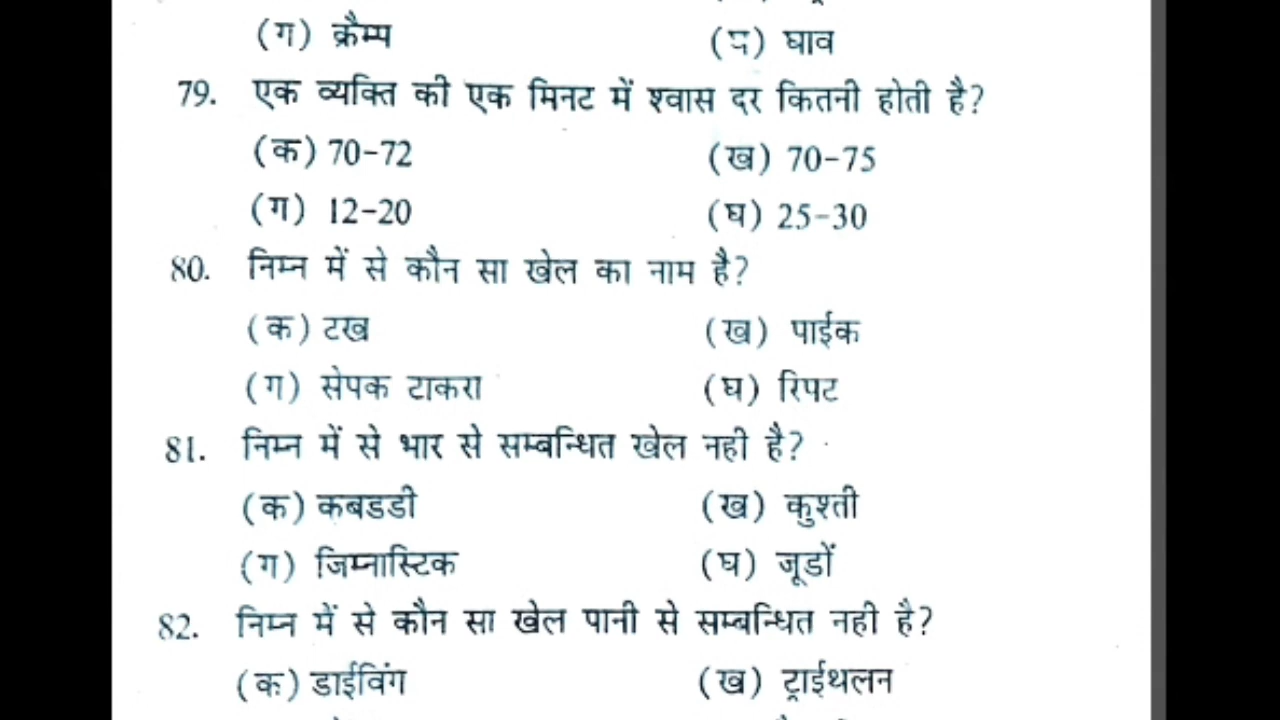 (ग) क्रैम्प (घ) घाव
79. एक व्यक्ति की एक मिनट में श्वास दर कितनी होती है?
(क) 70-72 (ख) 70-75
(ग) 12-20 (घ) 25-30
80. निम्न में से कौन सा खेल का नाम है?
(क) टख (ख) पाईक
(ग) सेपक टाकरा (घ) रिपट
81. निम्न में से भार से सम्बन्धित खेल नही है?
(क) कबडडी (ख) कुश्ती
(ग) जिम्नास्टिक (घ) जूडों
82. निम्न में से कौन सा खेल पानी से सम्बन्धित नही है?
(क) डाईविंग (ख) ट्राईथलन